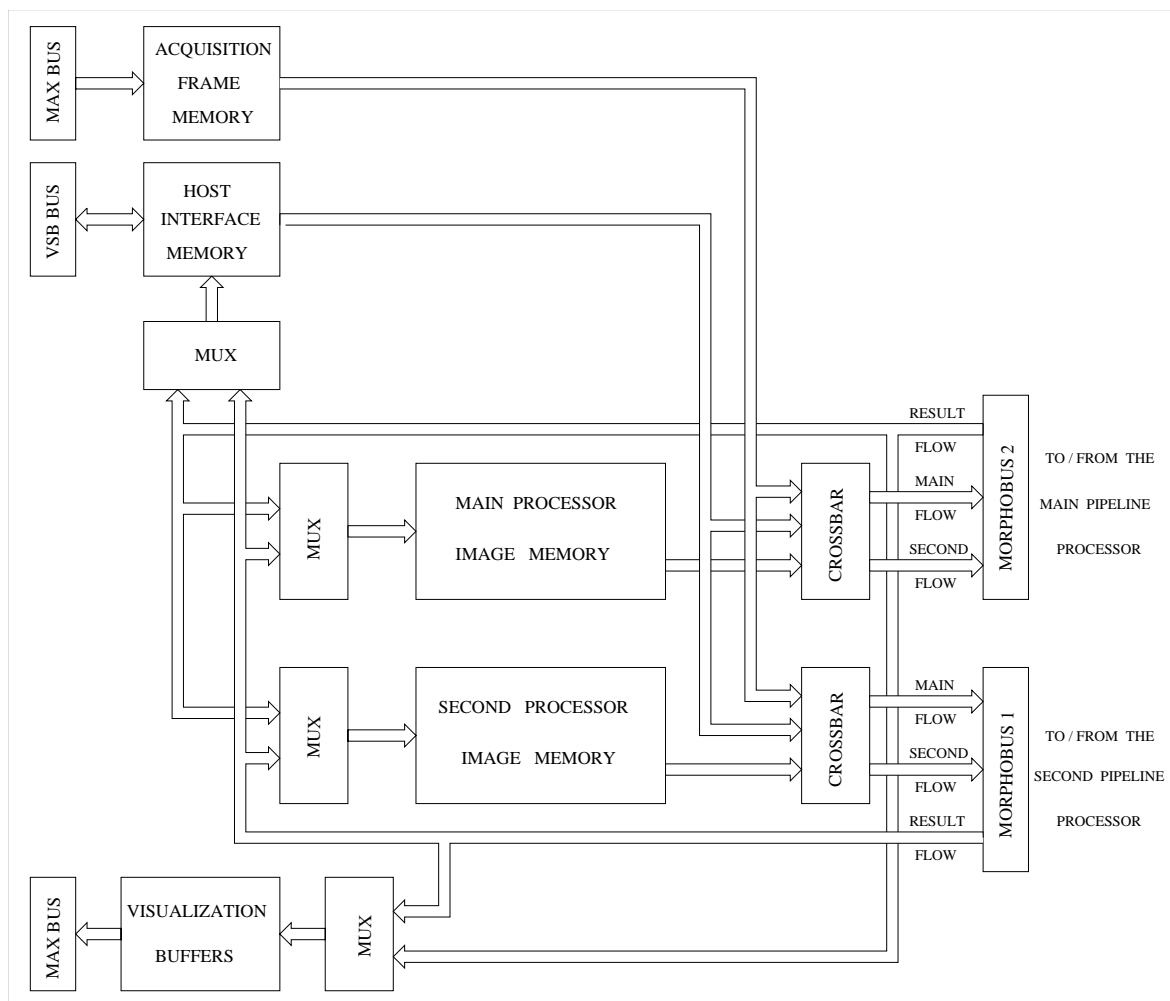 MAX BUS
ACQUISITION
FRAME
MEMORY
VSB BUS
HOST
INTERFACE
MEMORY
MUX
RESULT
FLOW
MUX
MAIN PROCESSOR
IMAGE MEMORY
CROSSBAR
MAIN
FLOW
SECOND
FLOW
MORPHOBUS 2
TO / FROM THE
MAIN PIPELINE
PROCESSOR
MUX
SECOND PROCESSOR
IMAGE MEMORY
CROSSBAR
MAIN
FLOW
SECOND
FLOW
RESULT
FLOW
MORPHOBUS 1
TO / FROM THE
SECOND PIPELINE
PROCESSOR
MAX BUS
VISUALIZATION
BUFFERS
MUX